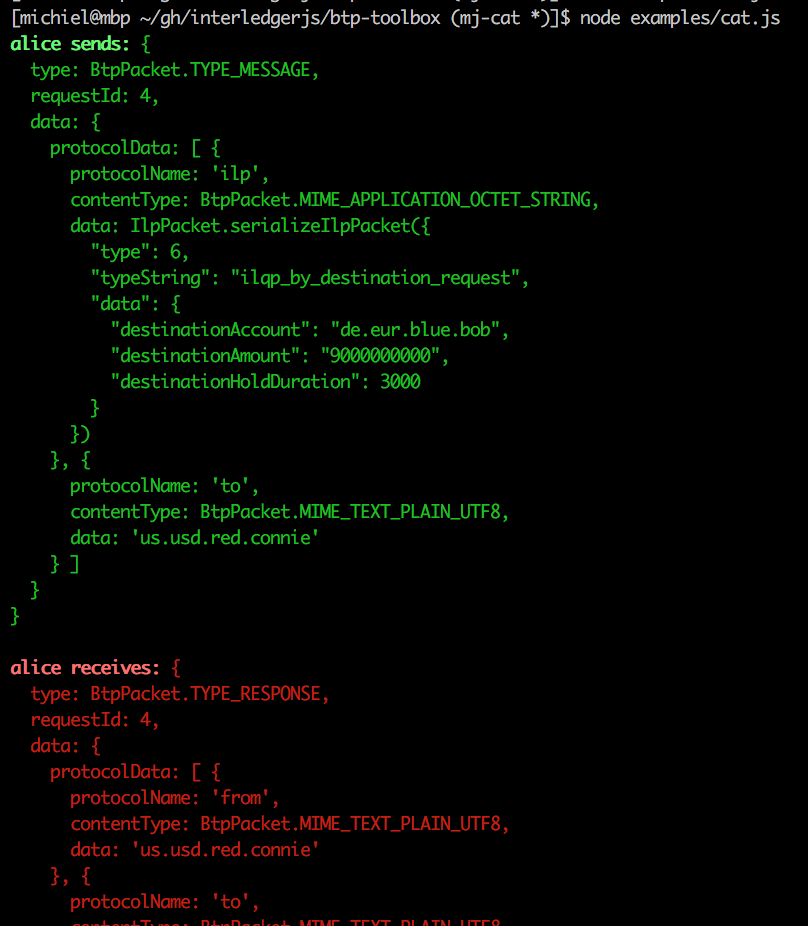 [michiel@mbp ~/gh/interledgerjs/btp-toolbox (mj-cat *)]$ node examples/cat.js
alice sends: {
  type: BtpPacket.TYPE_MESSAGE,
  requestId: 4,
  data: {
    protocolData: [ {
      protocolName: 'ilp',
      contentType: BtpPacket.MIME_APPLICATION_OCTET_STRING,
      data: IlpPacket.serializeIlpPacket({
        "type": 6,
        "typeString": "ilqp_by_destination_request",
        "data": {
          "destinationAccount": "de.eur.blue.bob",
          "destinationAmount": "9000000000",
          "destinationHoldDuration": 3000
        }
      })
    }, {
      protocolName: 'to',
      contentType: BtpPacket.MIME_TEXT_PLAIN_UTF8,
      data: 'us.usd.red.connie'
    } ]
  }
}

alice receives: {
  type: BtpPacket.TYPE_RESPONSE,
  requestId: 4,
  data: {
    protocolData: [ {
      protocolName: 'from',
      contentType: BtpPacket.MIME_TEXT_PLAIN_UTF8,
      data: 'us.usd.red.connie'
    }, {
      protocolName: 'to',
      contentType: BtpPacket.MIME_TEXT_PLAIN_UTF8,